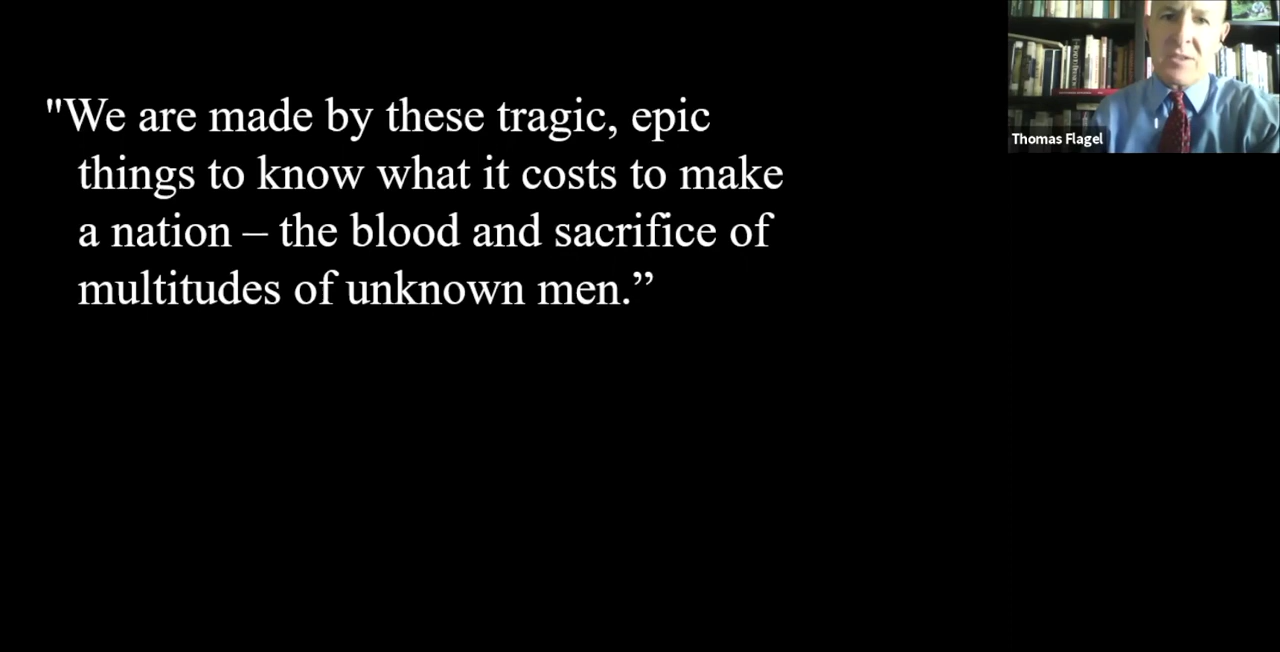 "We are made by these tragic, epic
things to know what it costs to make
a nation – the blood and sacrifice of
multitudes of unknown men.”
Thomas Flagel